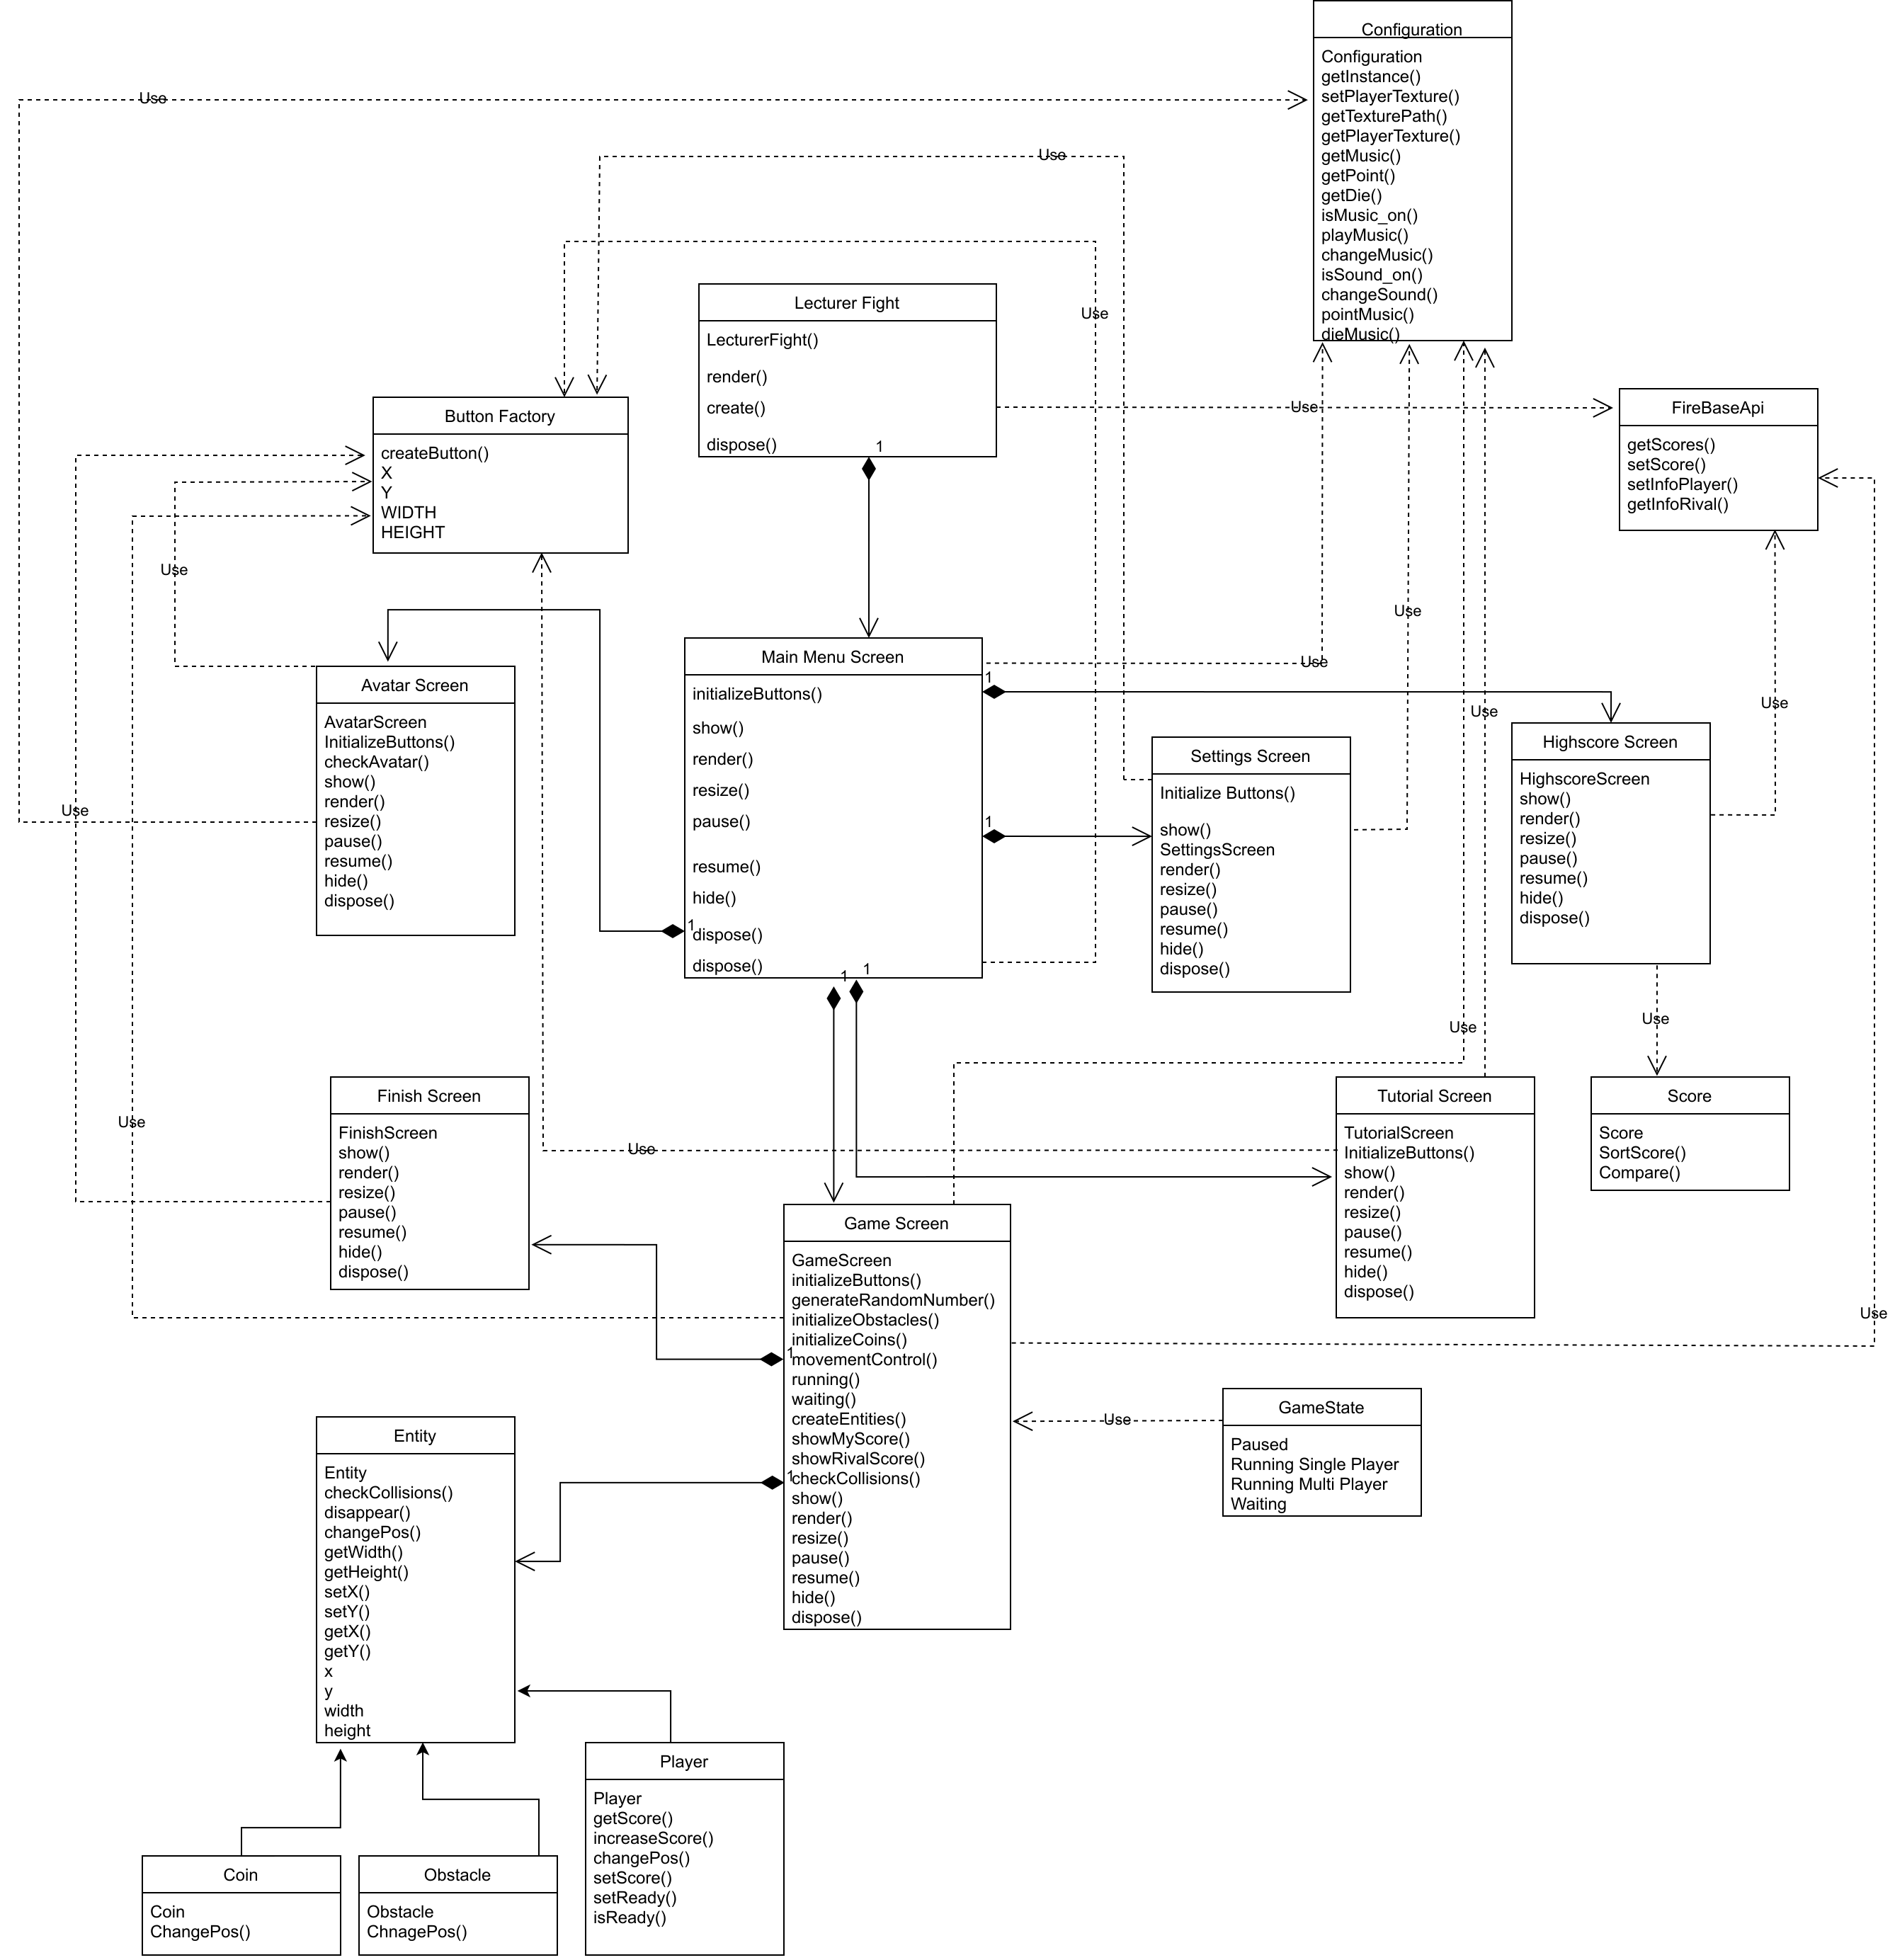 Configuration
Configuration
getInstance()
setPlayerTexture()
getTexturePath()
getPlayerTexture()
getMusic()
getPoint()
getDie()
isMusic_on()
playMusic()
changeMusic()
isSound_on()
changeSound()
pointMusic()
dieMusic()
Use
Use
Use
Lecturer Fight
LecturerFight()
render()
create()
dispose()
1
Use
FireBaseApi
getScores()
setScore()
setInfoPlayer()
getInfoRival()
Button Factory
createButton()
X
Y
WIDTH
HEIGHT
Use
Use
Use
Use
Use
Main Menu Screen
initializeButtons()
show()
render()
resize()
pause()
resume()
hide()
dispose()
dispose()
1
1
1
1
1
Avatar Screen
AvatarScreen
InitializeButtons()
checkAvatar()
show()
render()
resize()
pause()
resume()
hide()
dispose()
Use
Settings Screen
Initialize Buttons()
show()
SettingsScreen
render()
resize()
pause()
resume()
hide()
dispose()
Highscore Screen
HighscoreScreen
show()
render()
resize()
pause()
resume()
hide()
dispose()
Use
Use
Use
Finish Screen
FinishScreen
show()
render()
resize()
pause()
resume()
hide()
dispose()
Use
Tutorial Screen
TutorialScreen
InitializeButtons()
show()
render()
resize()
pause()
resume()
hide()
dispose()
Score
Score
SortScore()
Compare()
Game Screen
GameScreen
initializeButtons()
generateRandomNumber()
initializeObstacles()
initializeCoins()
movementControl()
running()
waiting()
createEntities()
showMyScore()
showRivalScore()
checkCollisions()
show()
render()
resize()
pause()
resume()
hide()
dispose()
1
1
Use
Use
GameState
Paused
Running Single Player
Running Multi Player
Waiting
Entity
Entity
checkCollisions()
disappear()
changePos()
getWidth()
getHeight()
setX()
setY()
getX()
getY()
x
y
width
height
Player
Player
getScore()
increaseScore()
changePos()
setScore()
setReady()
isReady()
Coin
Coin
ChangePos()
Obstacle
Obstacle
ChnagePos()